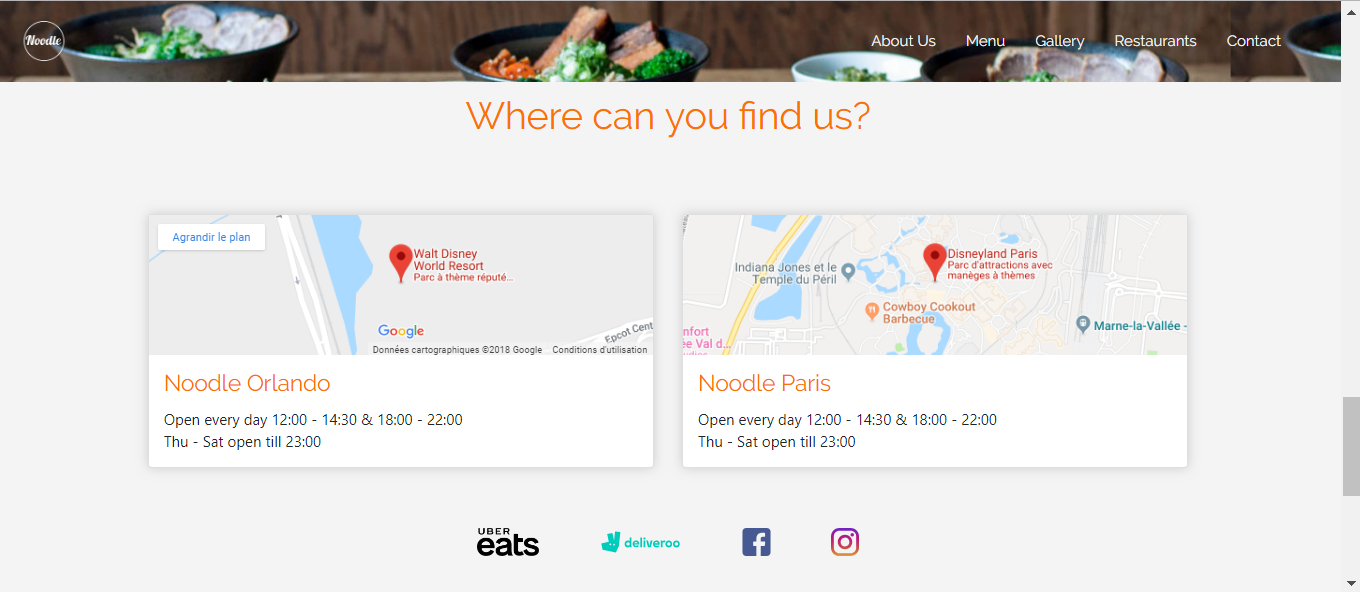 Noodle
About Us
Menu
Gallery
Restaurants
Contact
Where can you find us?
Agrandir le plan
Walt Disney
World Resort
Parc à thème réputé...
Google
Epcot Cent
Données cartographiques ©2018 Google
Conditions d'utilisation
Noodle Orlando
Open every day 12:00 - 14:30 & 18:00 - 22:00
Thu - Sat open till 23:00
Disneyland Paris
Parc d'attractions avec
manèges à thèmes
Indiana Jones et le
Temple du Péril
Cowboy Cookout
Barbecue
Marne-la-Vallée -
nfort
ée Val d...
Noodle Paris
Open every day 12:00 - 14:30 & 18:00 - 22:00
Thu - Sat open till 23:00
UBER
eats
deliveroo